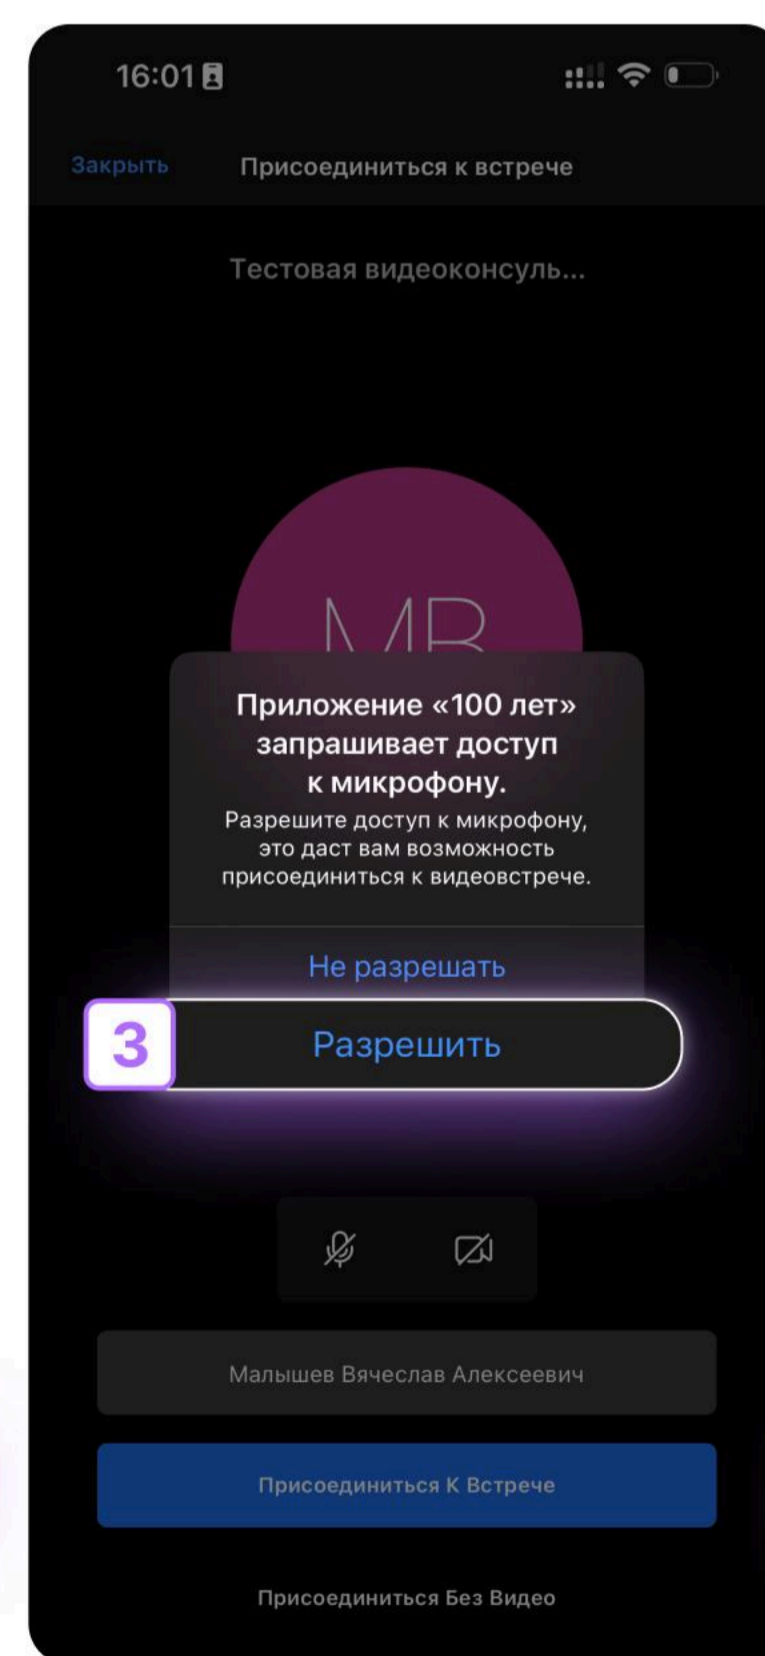 16:01
Закрыть Присоединиться к встрече
Тестовая видеоконсуль...
МВ
Приложение «100 лет»
запрашивает доступ
к микрофону.
Разрешите доступ к микрофону,
это даст вам возможность
присоединиться к видеовстрече.
Не разрешать
3 Разрешить
Малышев Вячеслав Алексеевич
Присоединиться К Встрече
Присоединиться Без Видео